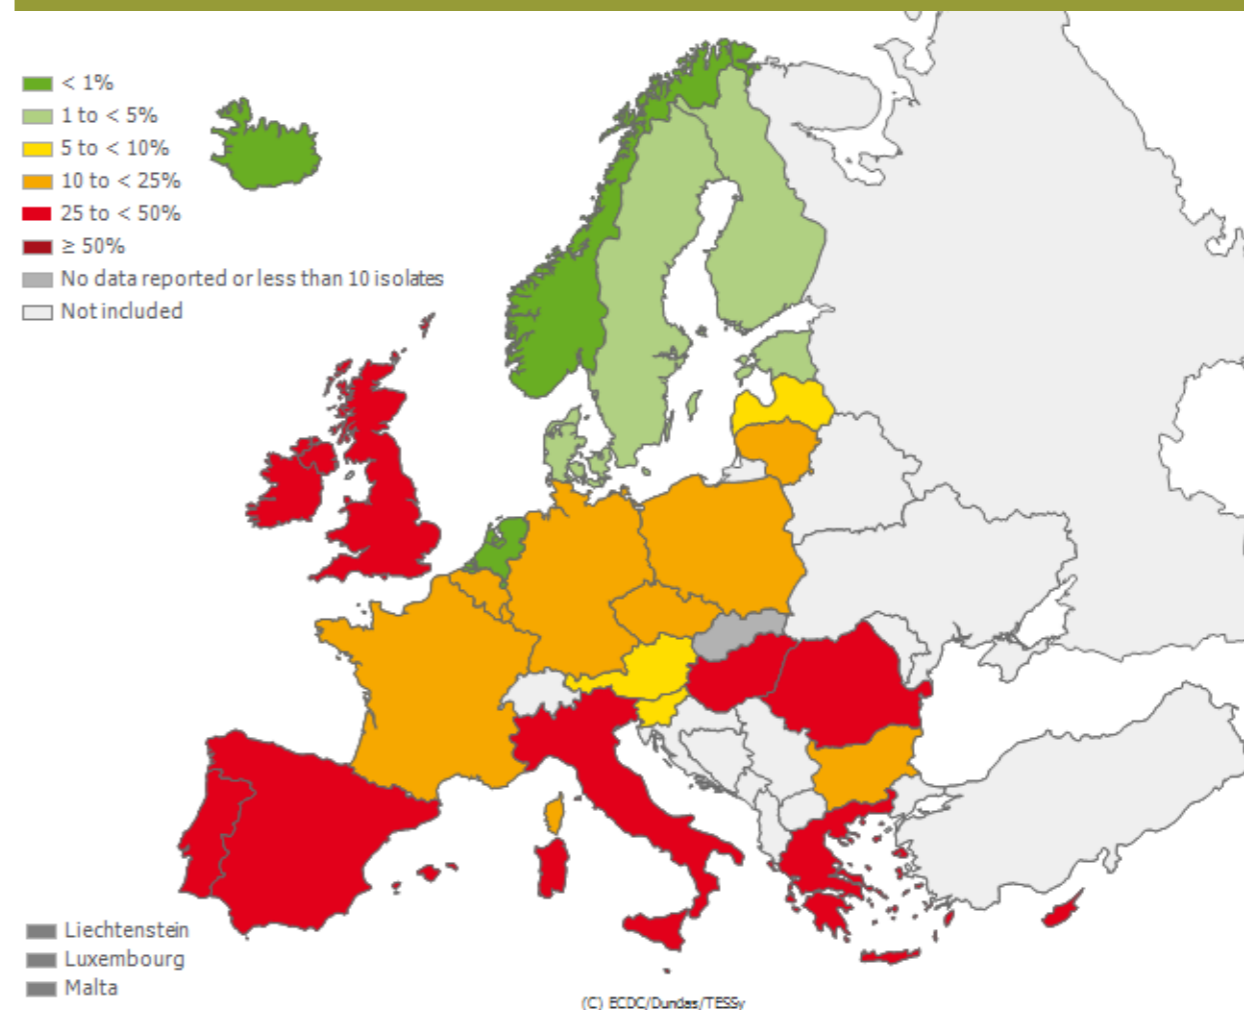 < 1%
1 to < 5%
5 to < 10%
10 to < 25%
25 to < 50%
≥ 50%
No data reported or less than 10 isolates
Not included
Liechtenstein
Luxembourg
Malta
(C) ECDC/Dundas/TESSy